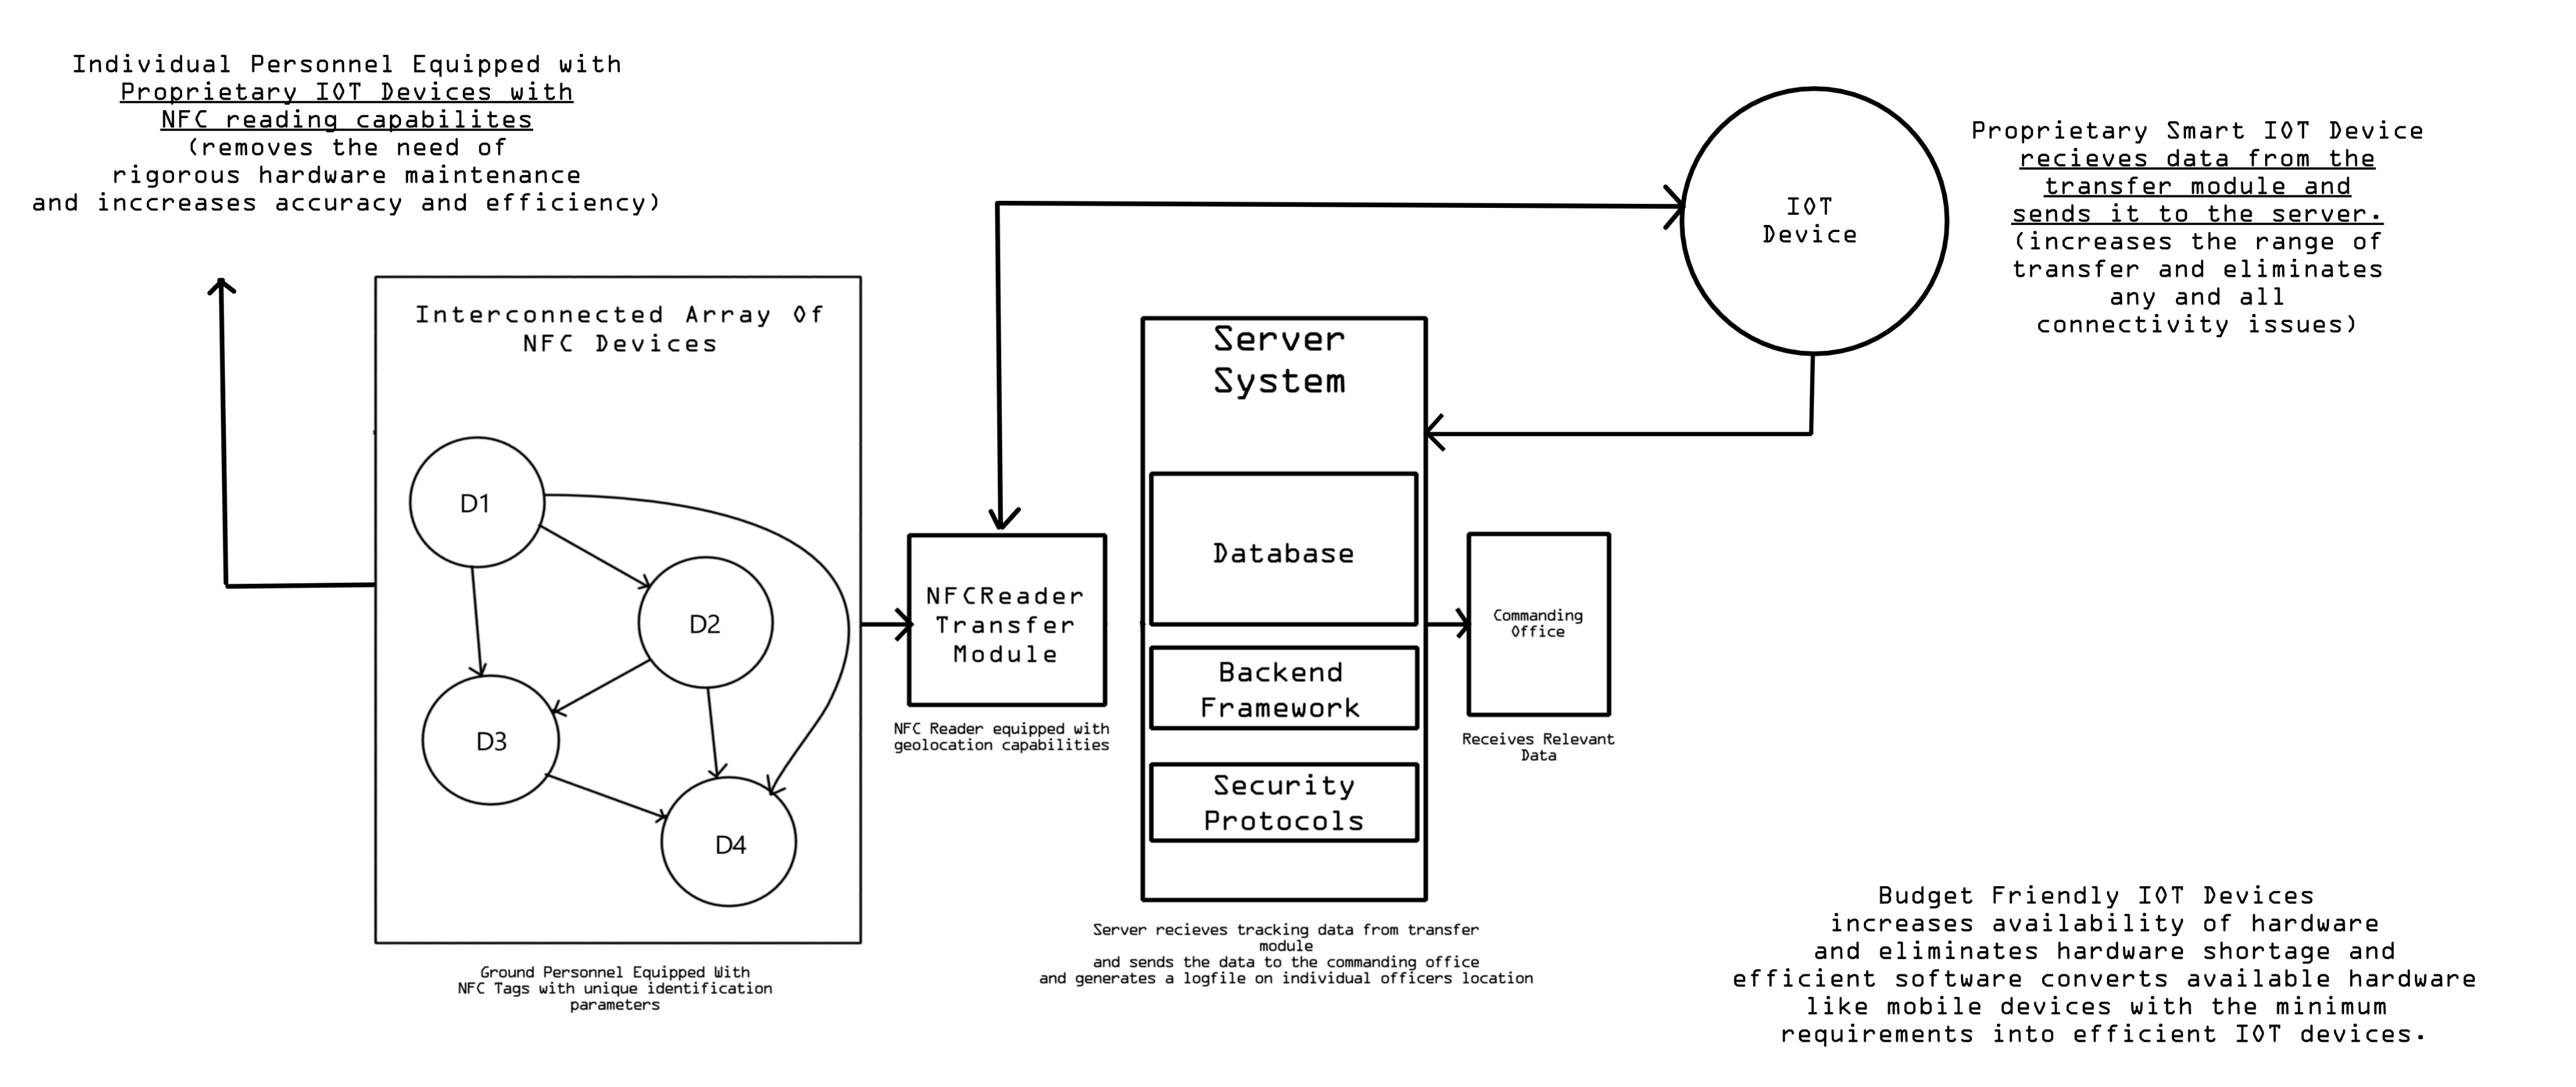 Individual Personnel Equipped with
Proprietary IOT Devices with
NFC reading capabilites
(removes the need of
rigorous hardware maintenance
and inccreases accuracy and efficiency)
Interconnected Array Of
NFC Devices
D1
D2
D3
D4
Ground Personnel Equipped With
NFC Tags with unique identification
parameters
NFCReader
Transfer
Module
NFC Reader equipped with
geolocation capabilities
Server
System
Database
Backend
Framework
Security
Protocols
Server recieves tracking data from transfer
module
and sends the data to the commanding office
and generates a logfile on individual officers location
Commanding
Office
Receives Relevant
Data
IOT
Device
Proprietary Smart IOT Device
recieves data from the
transfer module and
sends it to the server.
(increases the range of
transfer and eliminates
any and all
connectivity issues)
Budget Friendly IOT Devices
increases availability of hardware
and eliminates hardware shortage and
efficient software converts available hardware
like mobile devices with the minimum
requirements into efficient IOT devices.